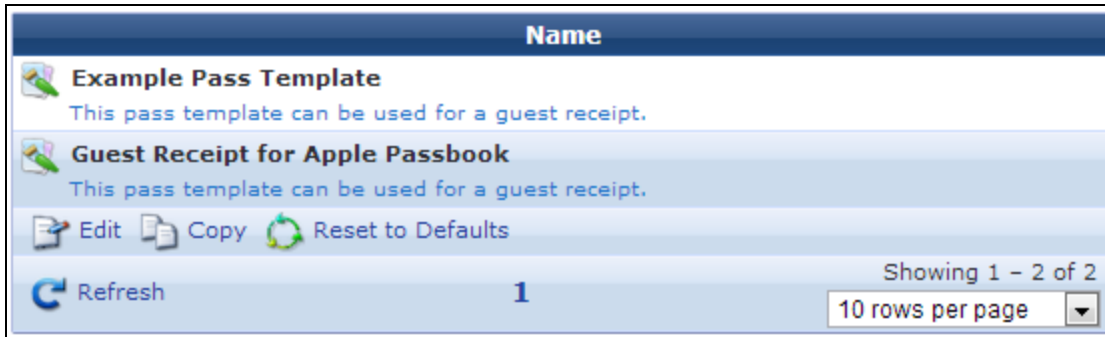 Name
Example Pass Template
This pass template can be used for a guest receipt.
Guest Receipt for Apple Passbook
This pass template can be used for a guest receipt.
Edit Copy Reset to Defaults
Showing 1 – 2 of 2
Refresh 1
10 rows per page